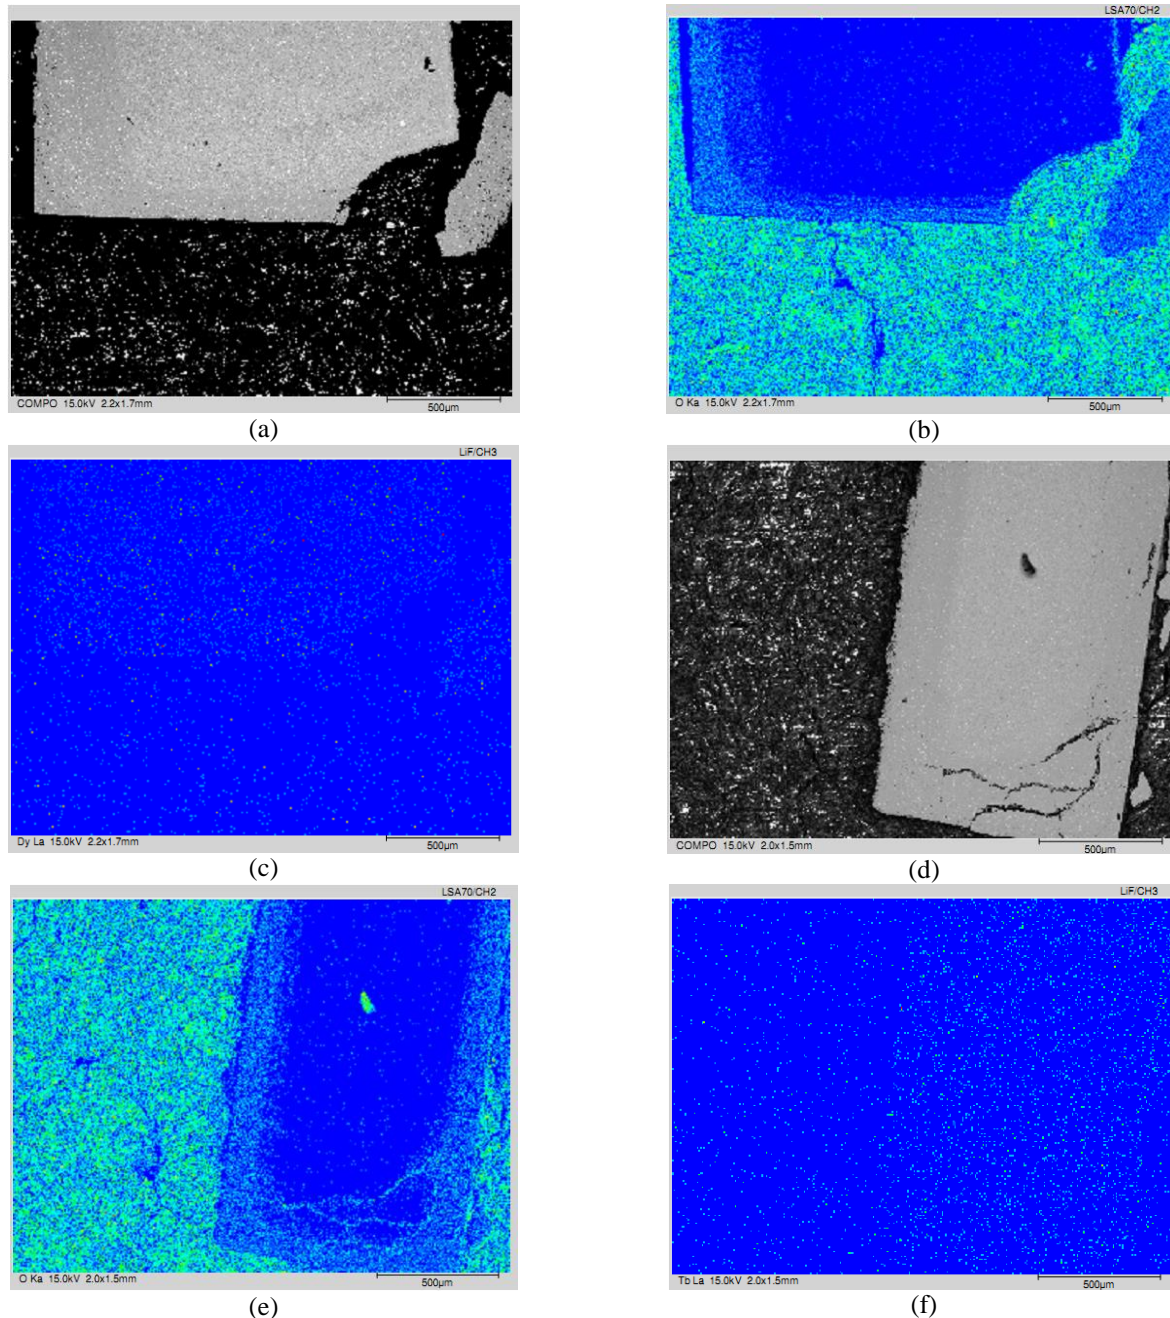 LSA70/CH2
COMPO 15.0kV 2.2x1.7mm
500µm
O Ka 15.0kV 2.2x1.7mm
500µm
(a)
(b)
LiF/CH3
Dy La 15.0kV 2.2x1.7mm
500µm
COMPO 15.0kV 2.0x1.5mm
500µm
(c)
(d)
LSA70/CH2
LiF/CH3
O Ka 15.0kV 2.0x1.5mm
500µm
Tb La 15.0kV 2.0x1.5mm
500µm
(e)
(f)